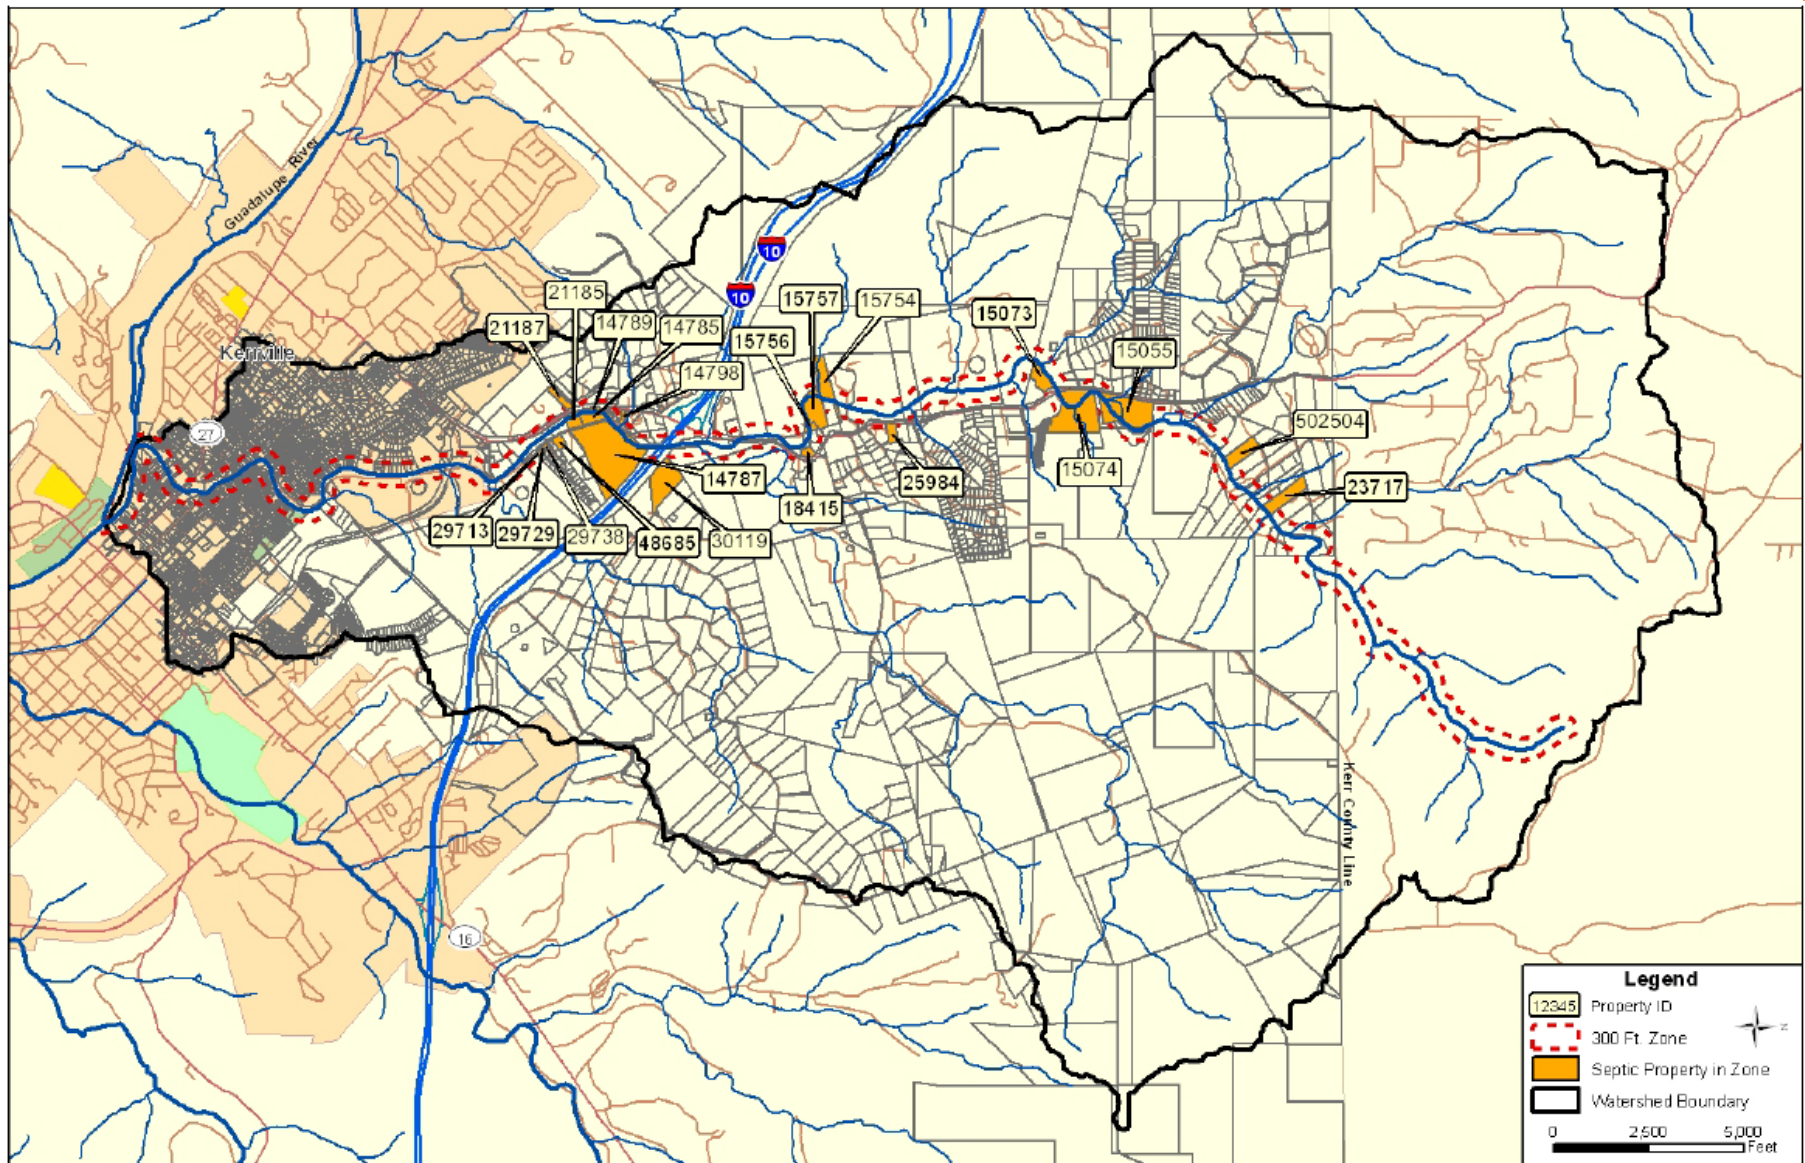 Guadalupe River
10
10
21185
15757
15754
21187
14789
14785
15756
15073
Kerrville
15055
14798
27
502504
14787
25984
15074
23717
18415
29713
29729
29738
48685
30119
Kerr County Line
16
Legend
12345 Property ID
300 Ft. Zone
Septic Property in Zone
Watershed Boundary
z
0 2,500 5,000
Feet